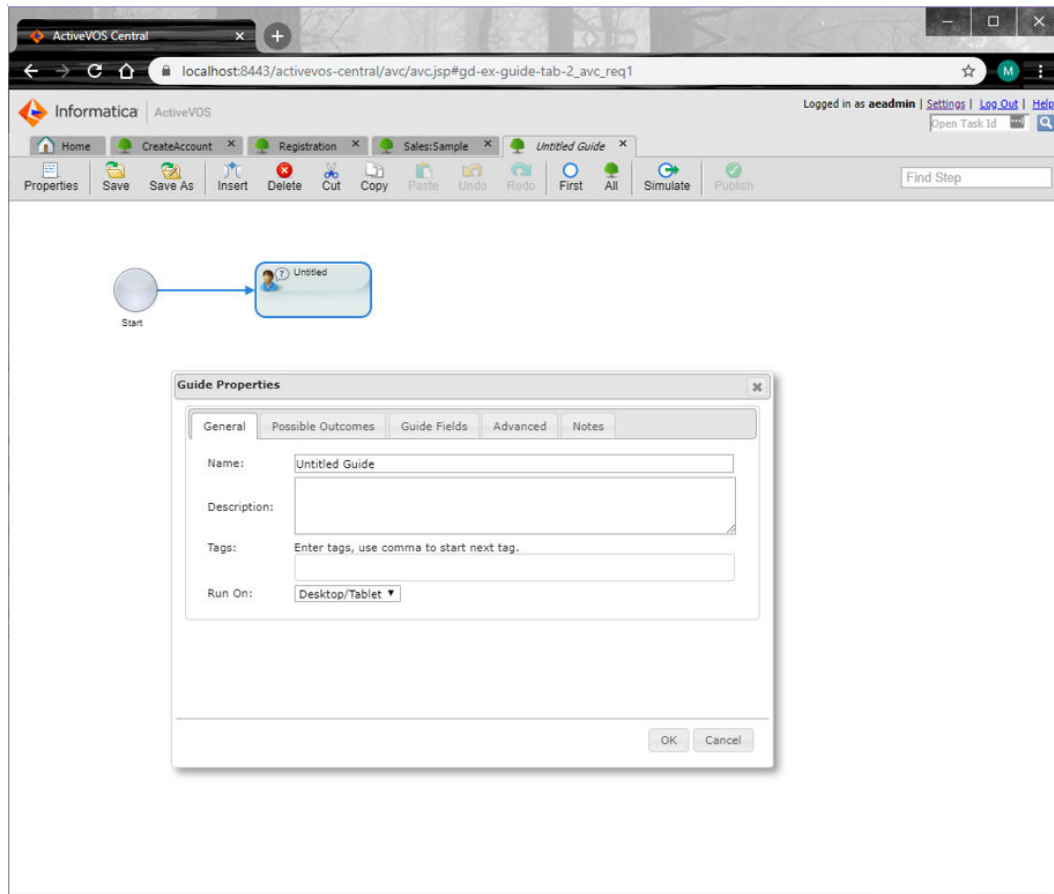 ActiveVOS Central
localhost:8443/activevos-central/avc/avc.jsp#gd-ex-guide-tab-2_avc_req1
M
Informatica ActiveVOS
Logged in as aeadmin | Settings | Log Out | Help
Open Task Id
Home CreateAccount Registration Sales:Sample Untitled Guide
Properties Save Save As Insert Delete Cut Copy Paste Undo Redo First All Simulate Publish Find Step
? Untitled
Start
Guide Properties
General Possible Outcomes Guide Fields Advanced Notes
Name: Untitled Guide
Description:
Tags: Enter tags, use comma to start next tag.
Run On: Desktop/Tablet
OK Cancel